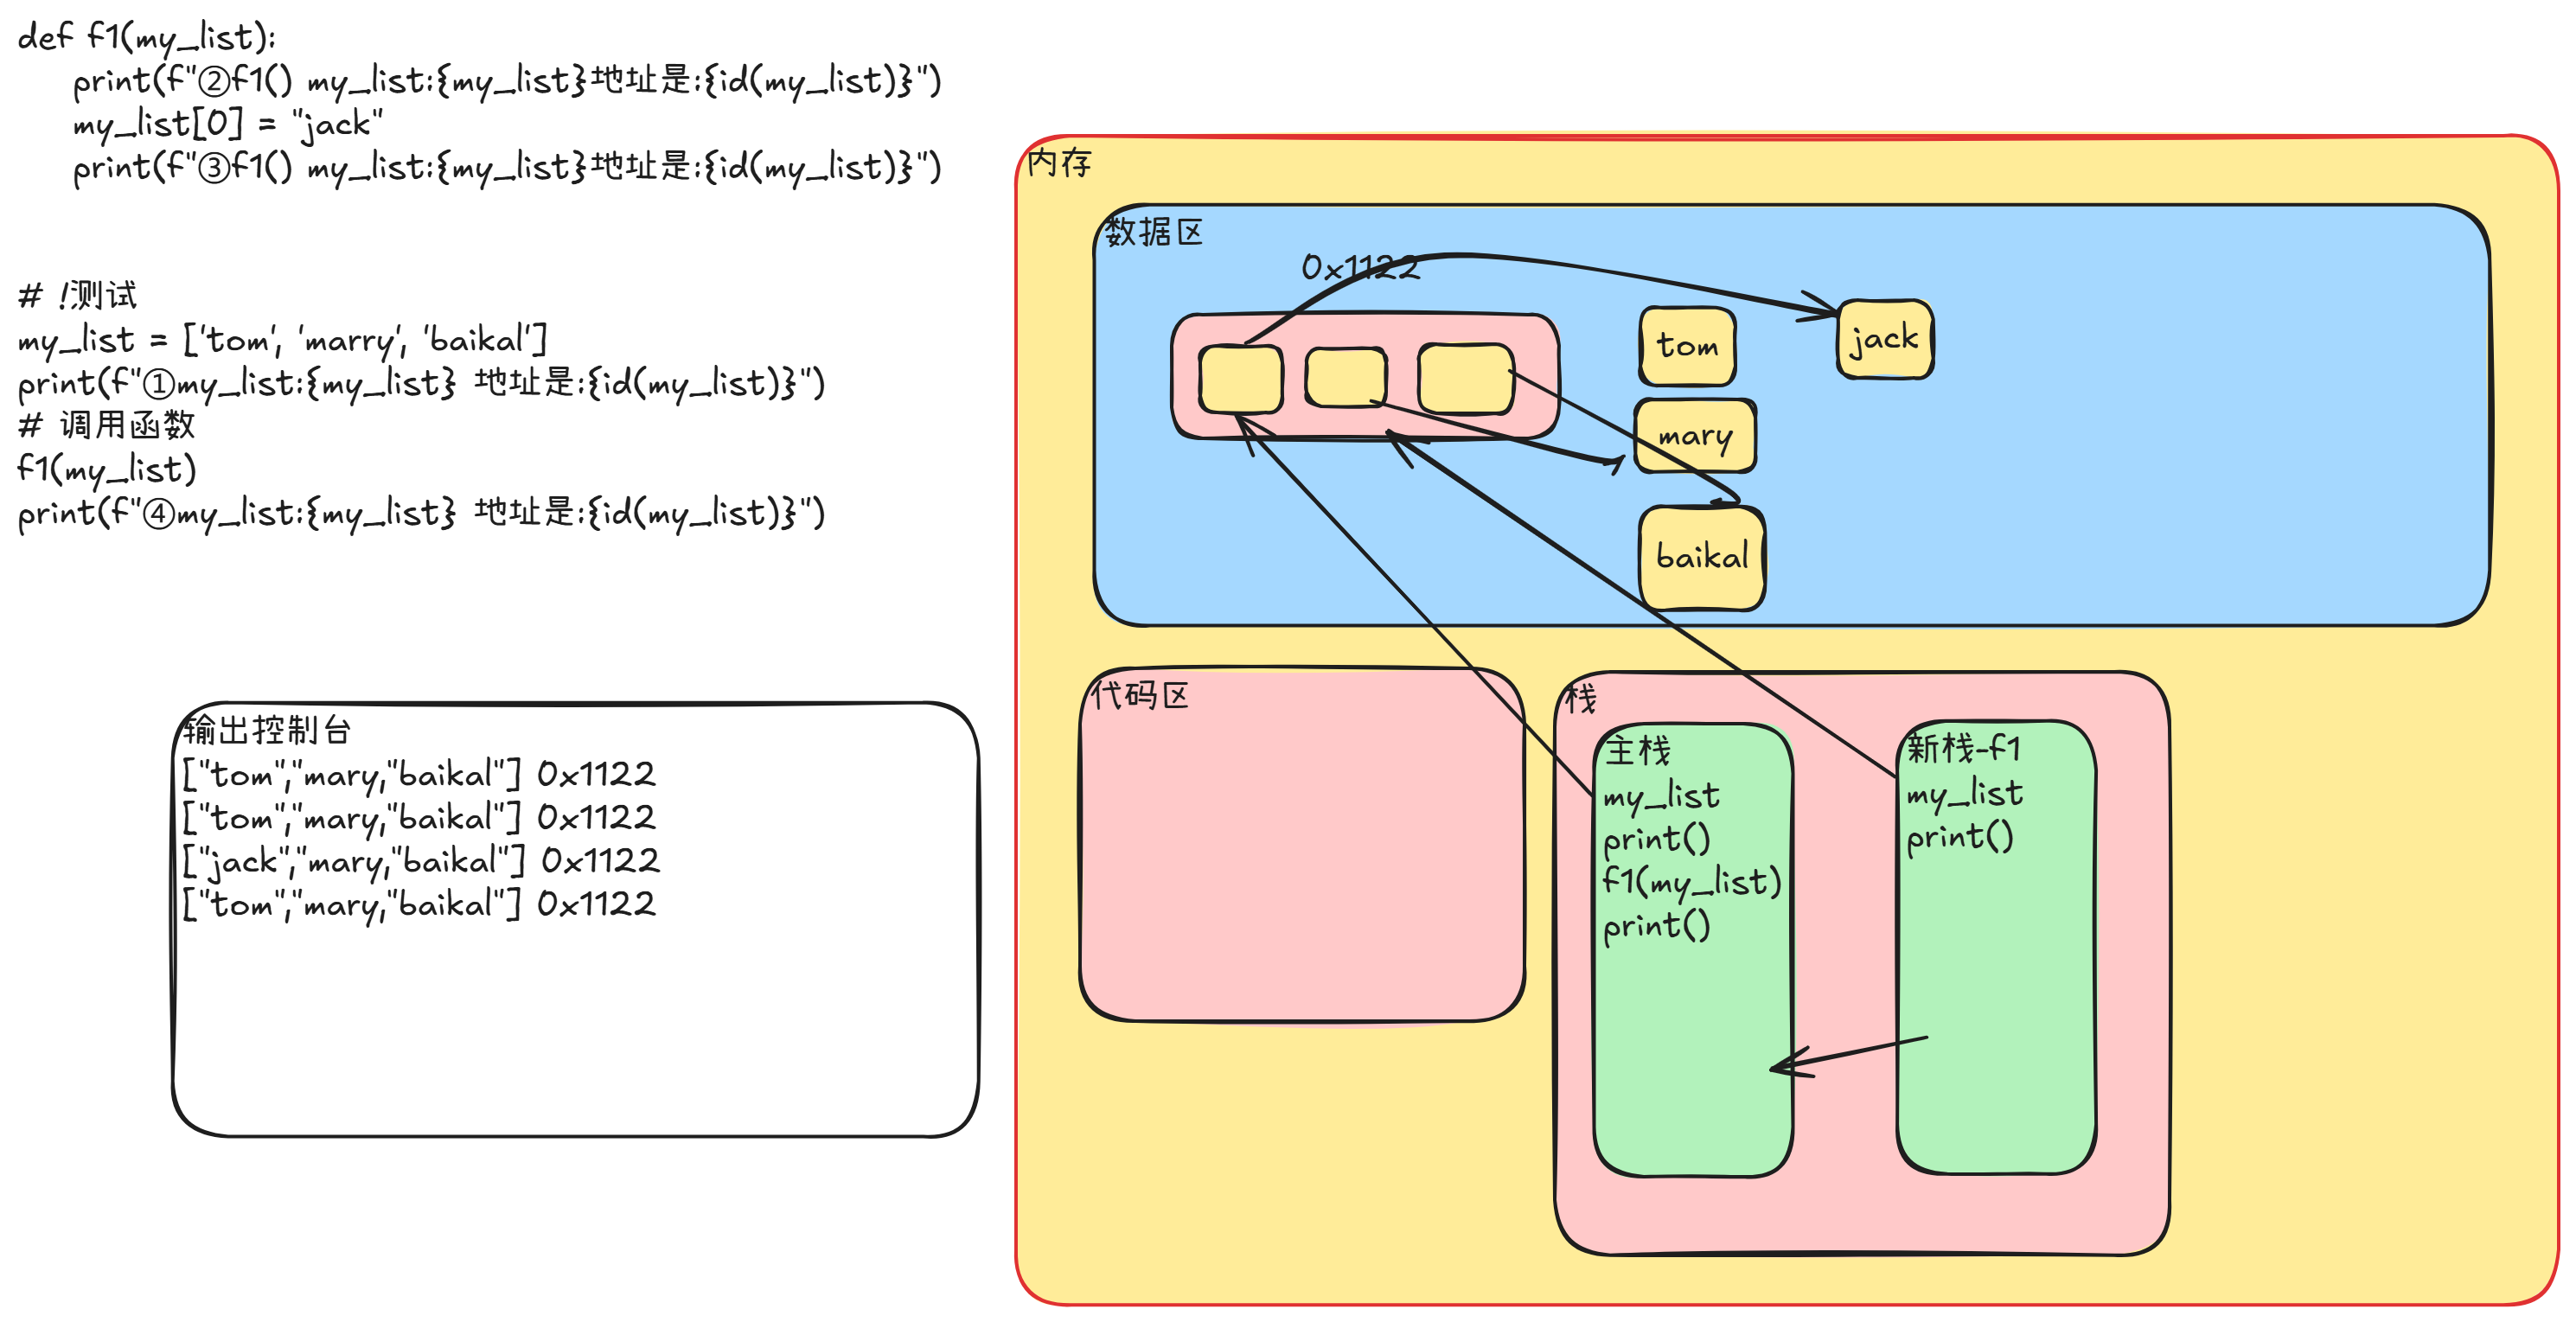 def f1(my_list):
    print(f"②f1() my_list:{my_list}地址是:{id(my_list)}")
    my_list[0] = "jack"
    print(f"③f1() my_list:{my_list}地址是:{id(my_list)}")
# !测试
my_list = ['tom', 'marry', 'baikal']
print(f"①my_list:{my_list} 地址是:{id(my_list)}")
# 调用函数
f1(my_list)
print(f"④my_list:{my_list} 地址是:{id(my_list)}")
输出控制台
["tom","mary,"baikal"] 0x1122
["tom","mary,"baikal"] 0x1122
["jack","mary,"baikal"] 0x1122
["tom","mary,"baikal"] 0x1122
内存
数据区
0x1122
tom
jack
mary
baikal
代码区
栈
主栈
my_list
print()
f1(my_list)
print()
新栈-f1
my_list
print()